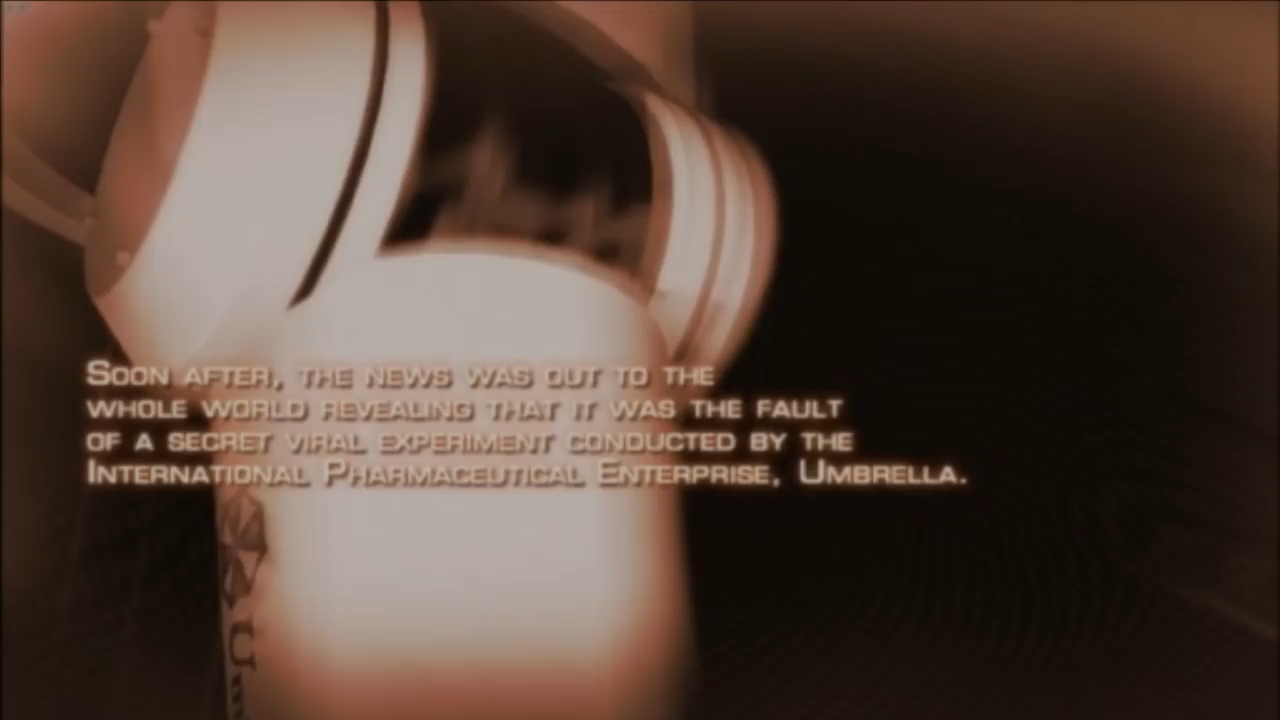 Soon after, the news was out to the
whole world revealing that it was the fault
of a secret viral experiment conducted by the
International Pharmaceutical Enterprise, Umbrella.